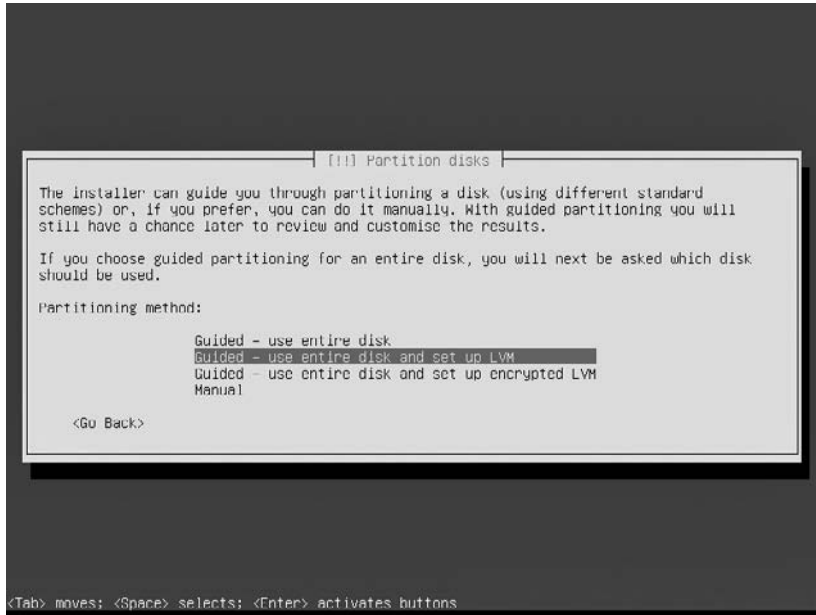 [!!] Partition disks
The installer can guide you through partitioning a disk (using different standard
schemes) or, if you prefer, you can do it manually. With guided partitioning you will
still have a chance later to review and customise the results.
If you choose guided partitioning for an entire disk, you will next be asked which disk
should be used.
Partitioning method:
Guided - use entire disk
Guided - use entire disk and set up LVM
Guided - use entire disk and set up encrypted LVM
Manual
<Go Back>
<Tab> moves; <Space> selects; <Enter> activates buttons